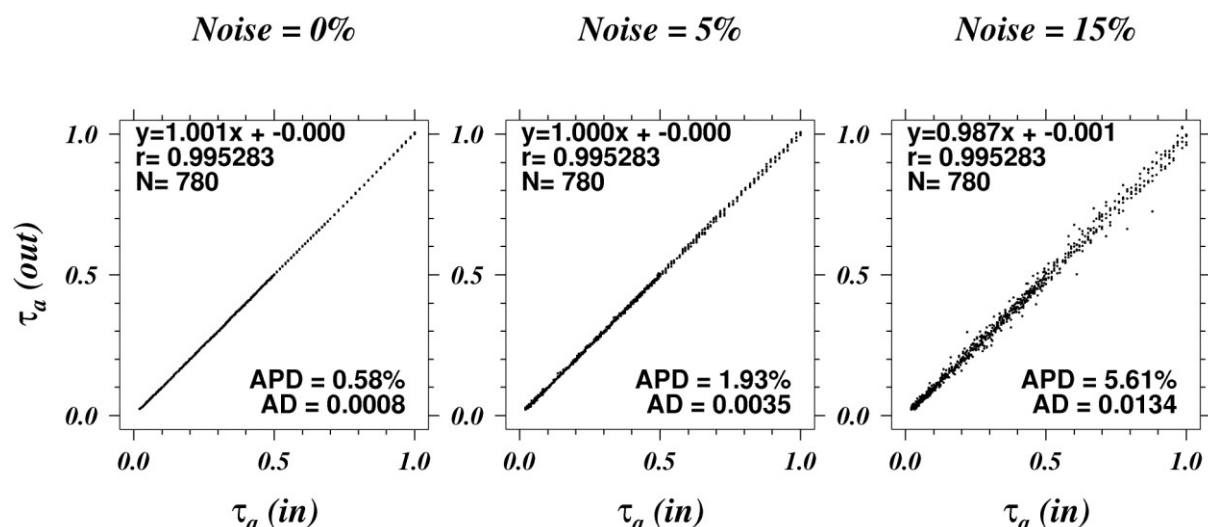 Noise = 0%
Noise = 5%
Noise = 15%
y=1.001x + -0.000
r= 0.995283
N= 780
APD = 0.58%
AD = 0.0008
y=1.000x + -0.000
r= 0.995283
N= 780
APD = 1.93%
AD = 0.0035
y=0.987x + -0.001
r= 0.995283
N= 780
APD = 5.61%
AD = 0.0134
τa (out)
1.0
0.5
0.0
1.0
0.5
0.0
1.0
0.5
0.0
0.0 0.5 1.0
0.0 0.5 1.0
0.0 0.5 1.0
τa (in)
τa (in)
τa (in)